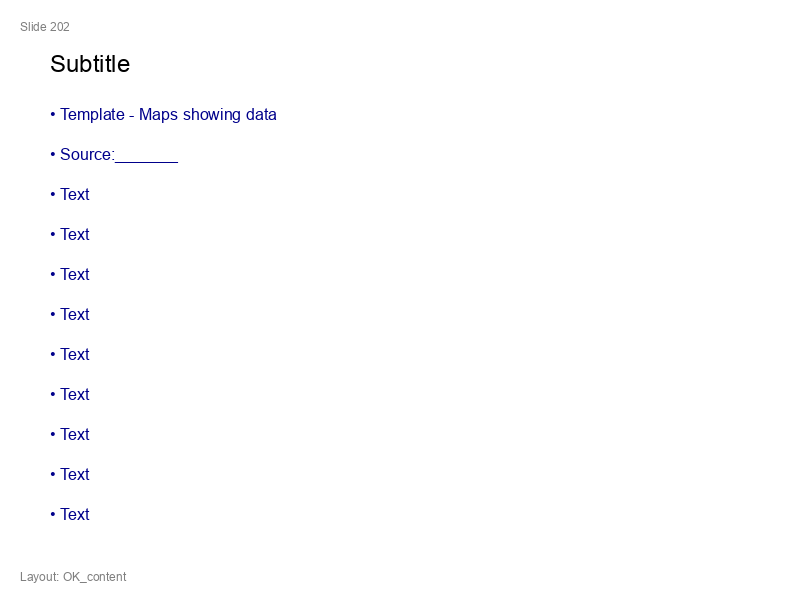 Slide 202
Subtitle
• Template - Maps showing data
• Source:_______
• Text
• Text
• Text
• Text
• Text
• Text
• Text
• Text
• Text
Layout: OK_content